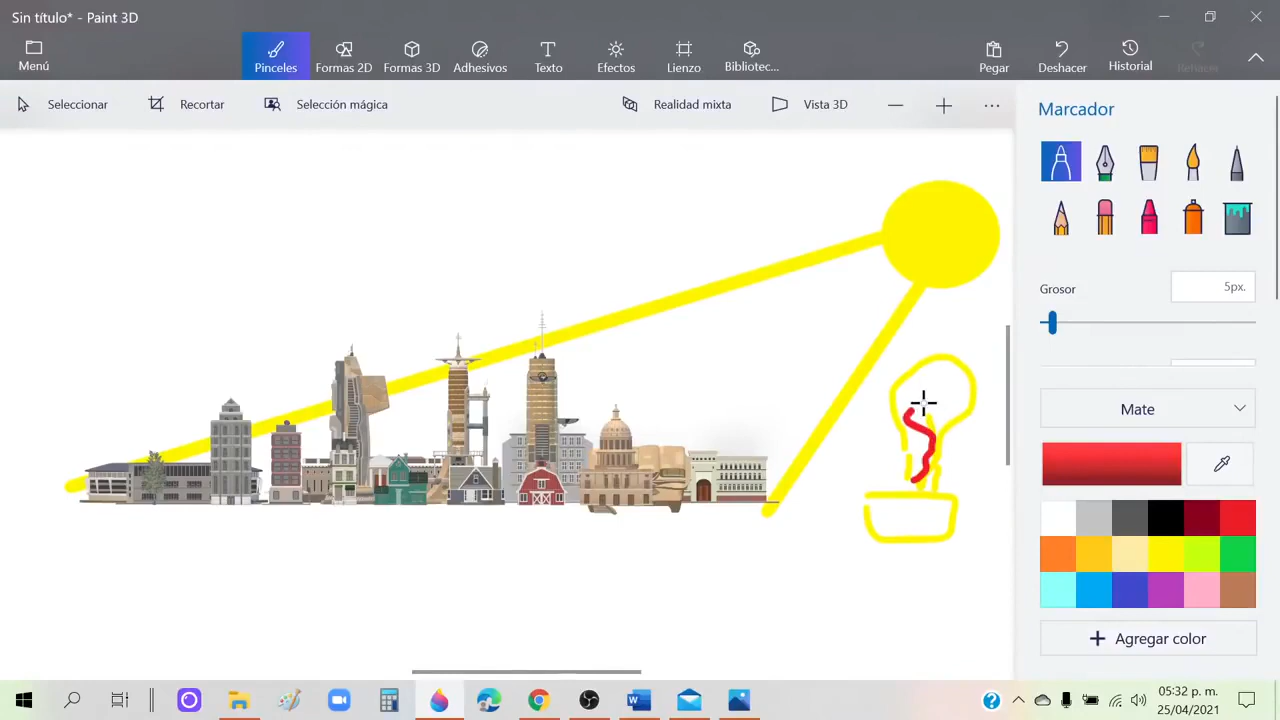 Sin título* - Paint 3D
Menú
Pinceles
Formas 2D
Formas 3D
Adhesivos
Texto
Efectos
Lienzo
Bibliotec...
Pegar
Deshacer
Historial
Rehacer
Seleccionar
Recortar
Selección mágica
Realidad mixta
Vista 3D
Marcador
Grosor
5px.
Mate
Agregar color
05:32 p. m.
25/04/2021